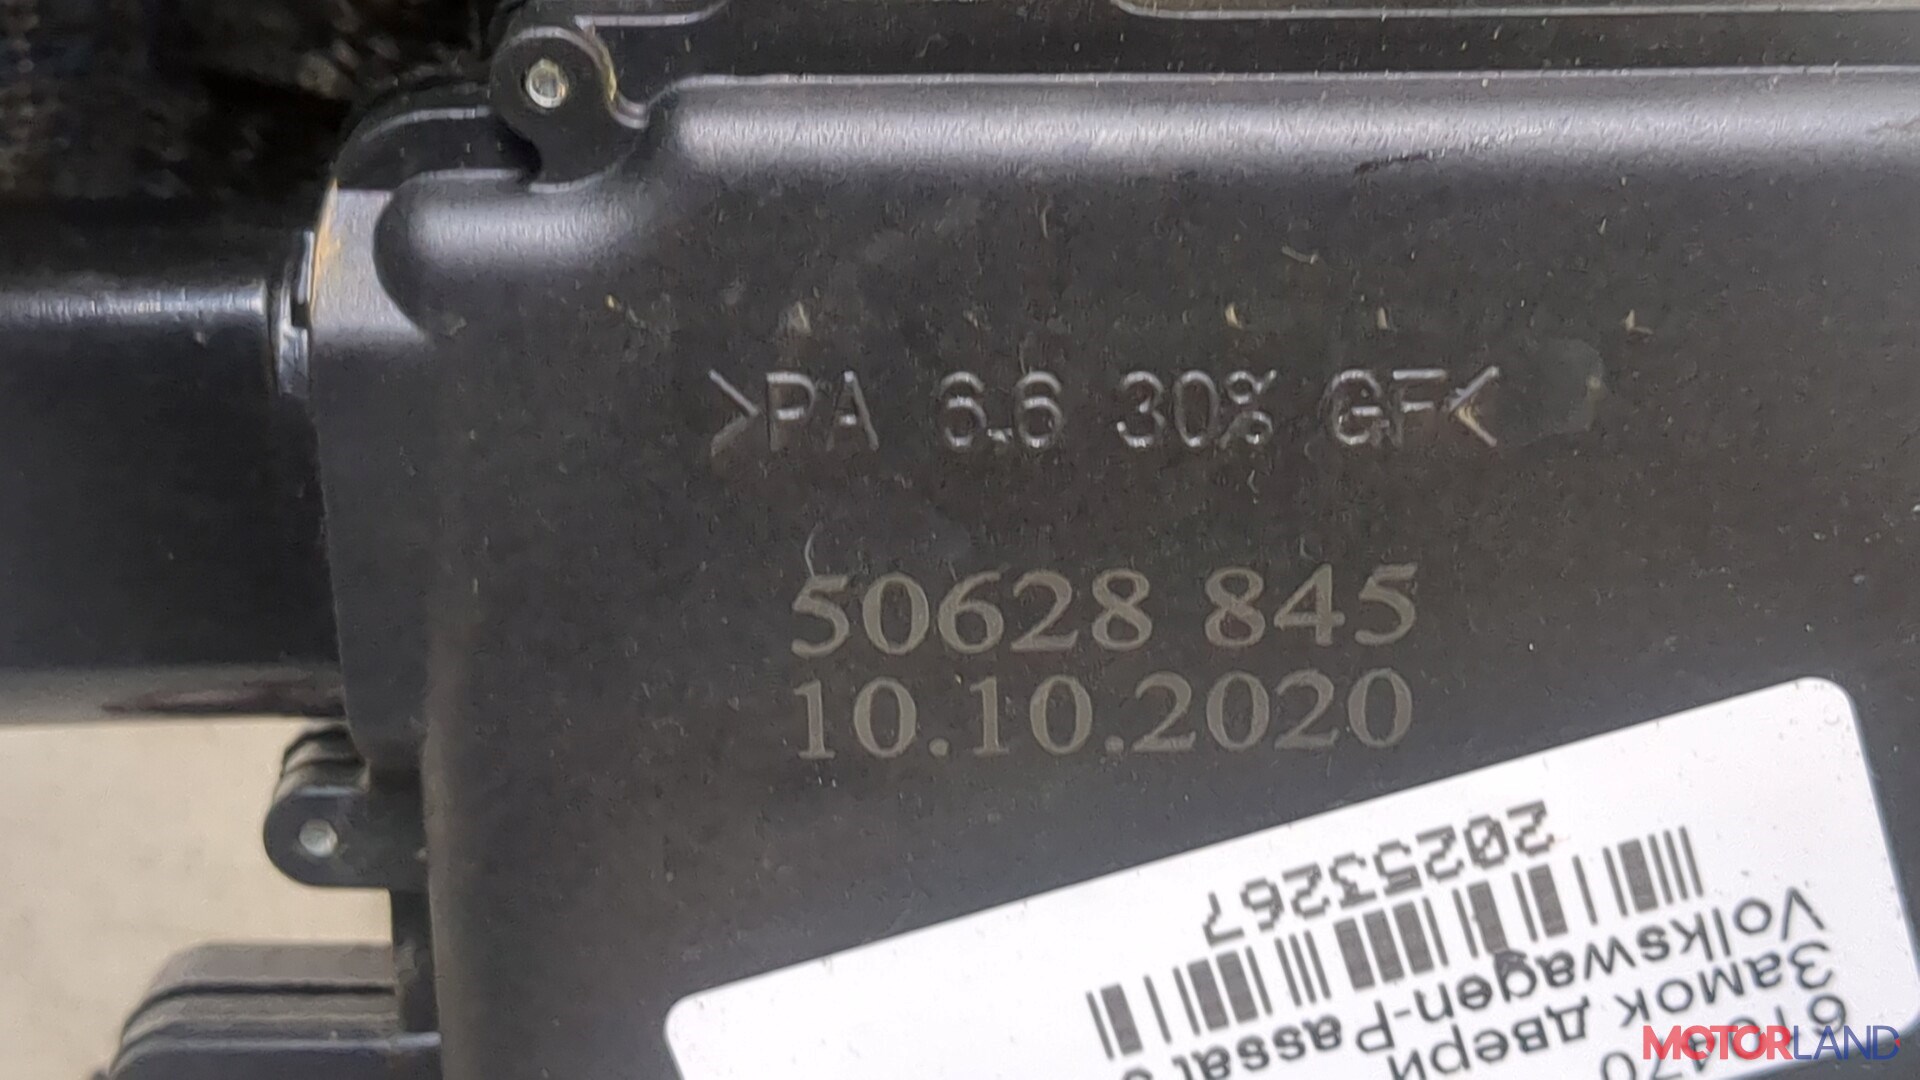 >PA 6.6 30% GF<
50628 845
10.10.2020
20253267
Volkswagen-Passat
Замок двери
MOTORLAND